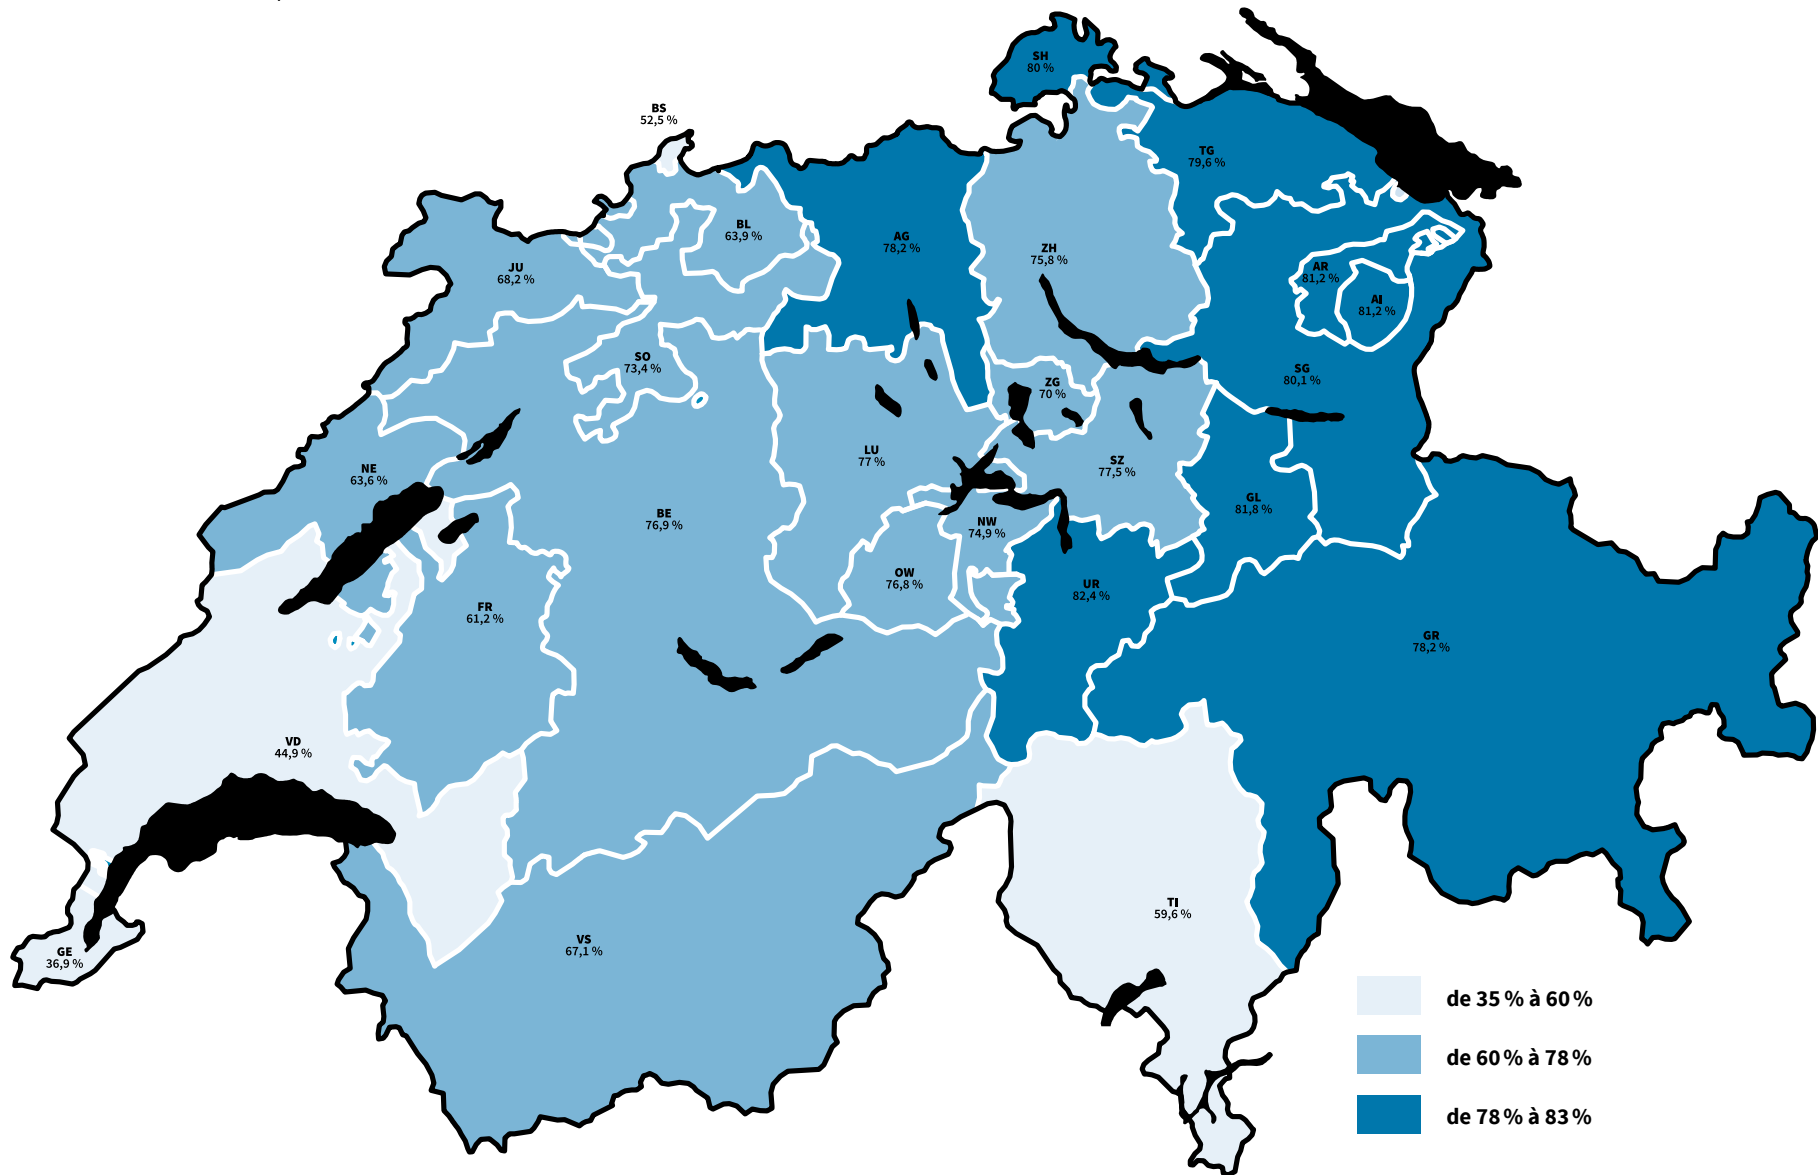 SH
80 %
BS
52,5 %
TG
79,6 %
BL
63,9 %
AG
78,2 %
ZH
75,8 %
JU
68,2 %
AR
81,2 %
AI
81,2 %
SO
73,4 %
ZG
70 %
SG
80,1 %
LU
77 %
SZ
77,5 %
NE
63,6 %
GL
81,8 %
BE
76,9 %
NW
74,9 %
OW
76,8 %
UR
82,4 %
FR
61,2 %
GR
78,2 %
VD
44,9 %
TI
59,6 %
VS
67,1 %
GE
36,9 %
de 35 % à 60 %
de 60 % à 78 %
de 78 % à 83 %